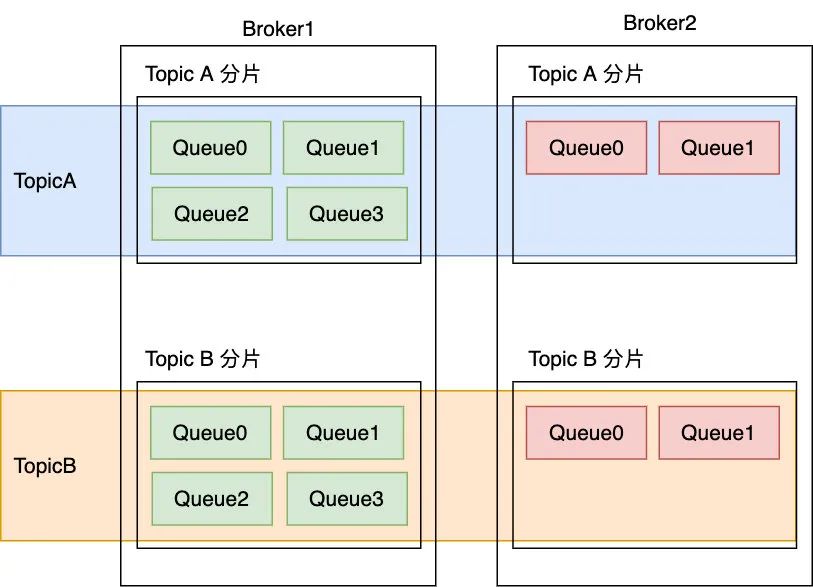 Broker1
Broker2
Topic A 分片
Topic A 分片
TopicA
Queue0
Queue1
Queue2
Queue3
Queue0
Queue1
Topic B 分片
Topic B 分片
TopicB
Queue0
Queue1
Queue2
Queue3
Queue0
Queue1